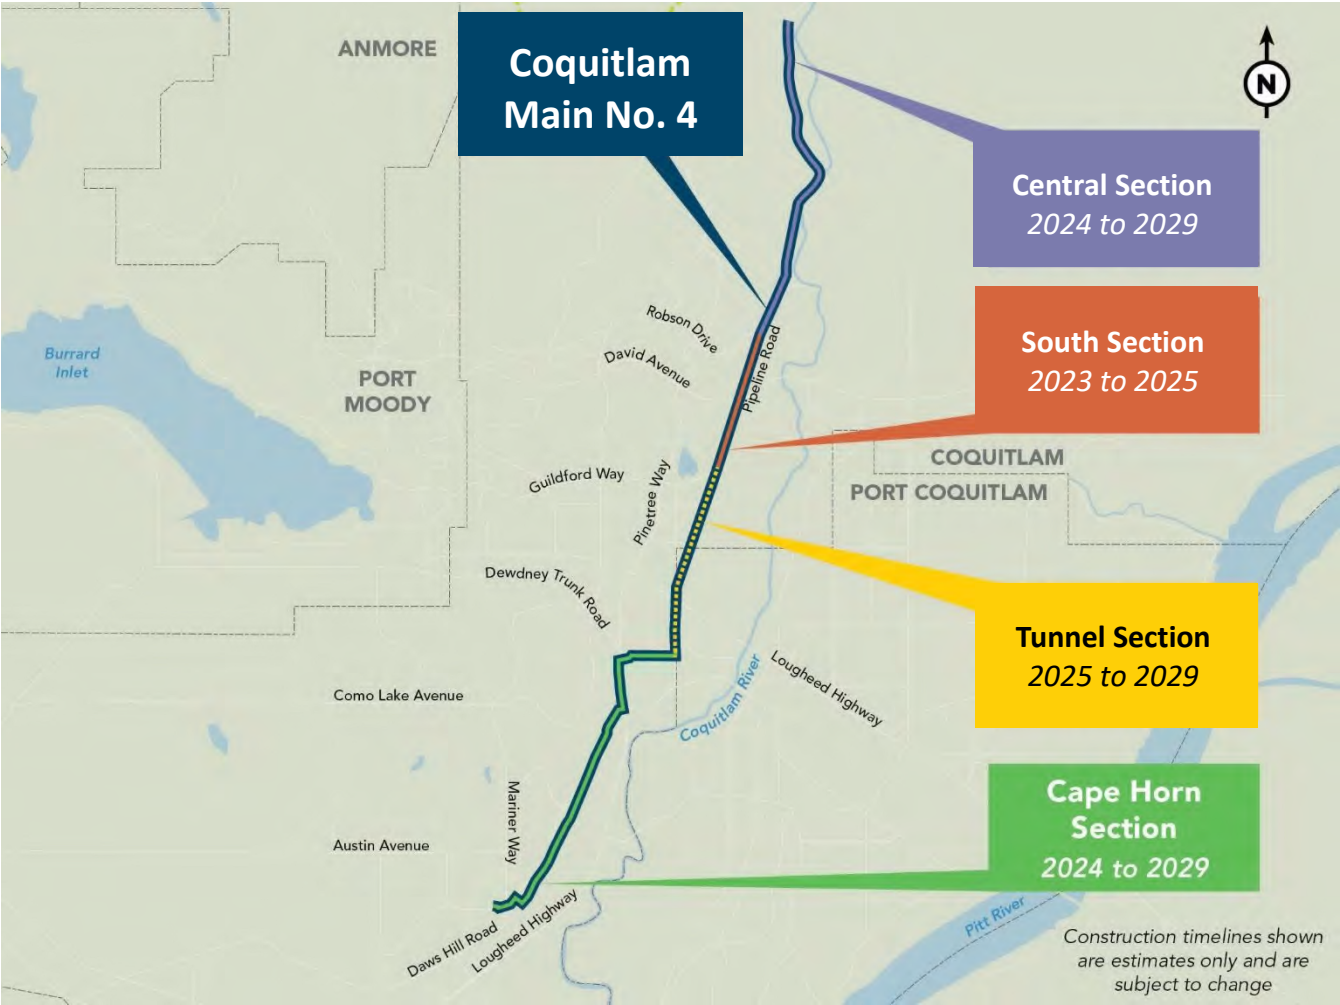 Coquitlam
Main No. 4
ANMORE
N
Central Section
2024 to 2029
South Section
2023 to 2025
Robson Drive
David Avenue
Pipeline Road
Burrard
Inlet
PORT
MOODY
COQUITLAM
PORT COQUITLAM
Guildford Way
Pinetree Way
Dewdney Trunk Road
Tunnel Section
2025 to 2029
Lougheed Highway
Coquitlam River
Como Lake Avenue
Mariner Way
Austin Avenue
Cape Horn
Section
2024 to 2029
Daws Hill Road
Lougheed Highway
Pitt River
Construction timelines shown
are estimates only and are
subject to change